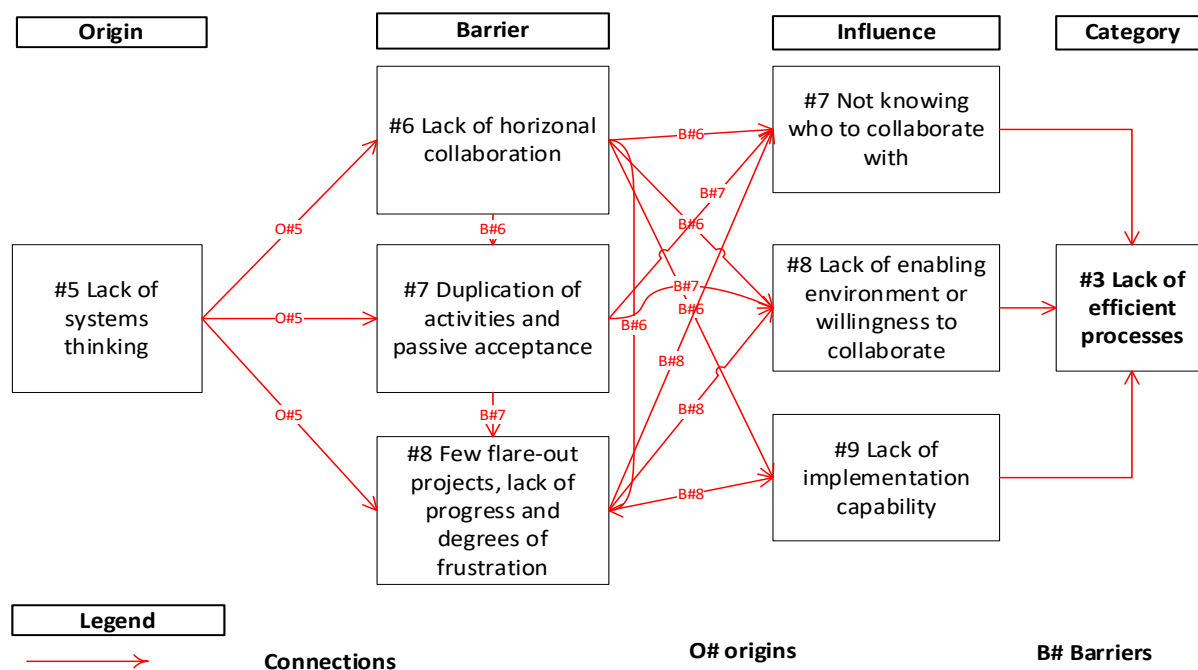 Origin
Barrier
Influence
Category
#5 Lack of
systems
thinking
O#5
O#5
O#5
#6 Lack of horizonal
collaboration
B#6
#7 Duplication of
activities and
passive acceptance
B#7
#8 Few flare-out
projects, lack of
progress and
degrees of
frustration
B#6
B#7
B#6
B#7
B#6
B#6
B#8
B#8
B#8
#7 Not knowing
who to collaborate
with
#8 Lack of enabling
environment or
willingness to
collaborate
#9 Lack of
implementation
capability
#3 Lack of
efficient
processes
Legend
Connections
O# origins
B# Barriers